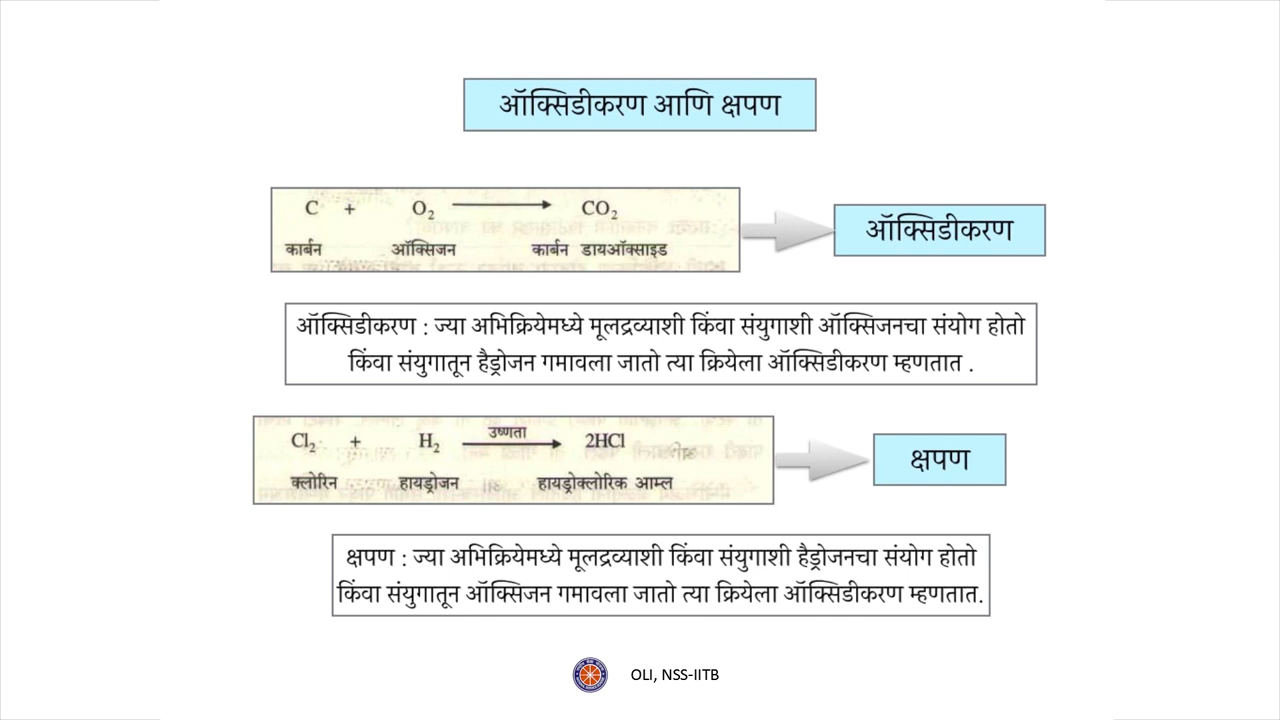 ऑक्सिडीकरण आणि क्षपण
C + O₂ ⟶ CO₂
कार्बन ऑक्सिजन कार्बन डायऑक्साइड
ऑक्सिडीकरण
ऑक्सिडीकरण : ज्या अभिक्रियेमध्ये मूलद्रव्याशी किंवा संयुगाशी ऑक्सिजनचा संयोग होतो
किंवा संयुगातून हैड्रोजन गमावला जातो त्या क्रियेला ऑक्सिडीकरण म्हणतात .
उष्णता
Cl₂ + H₂ ⟶ 2HCl
क्लोरिन हायड्रोजन हायड्रोक्लोरिक आम्ल
क्षपण
क्षपण : ज्या अभिक्रियेमध्ये मूलद्रव्याशी किंवा संयुगाशी हैड्रोजनचा संयोग होतो
किंवा संयुगातून ऑक्सिजन गमावला जातो त्या क्रियेला ऑक्सिडीकरण म्हणतात.
OLI, NSS-IITB